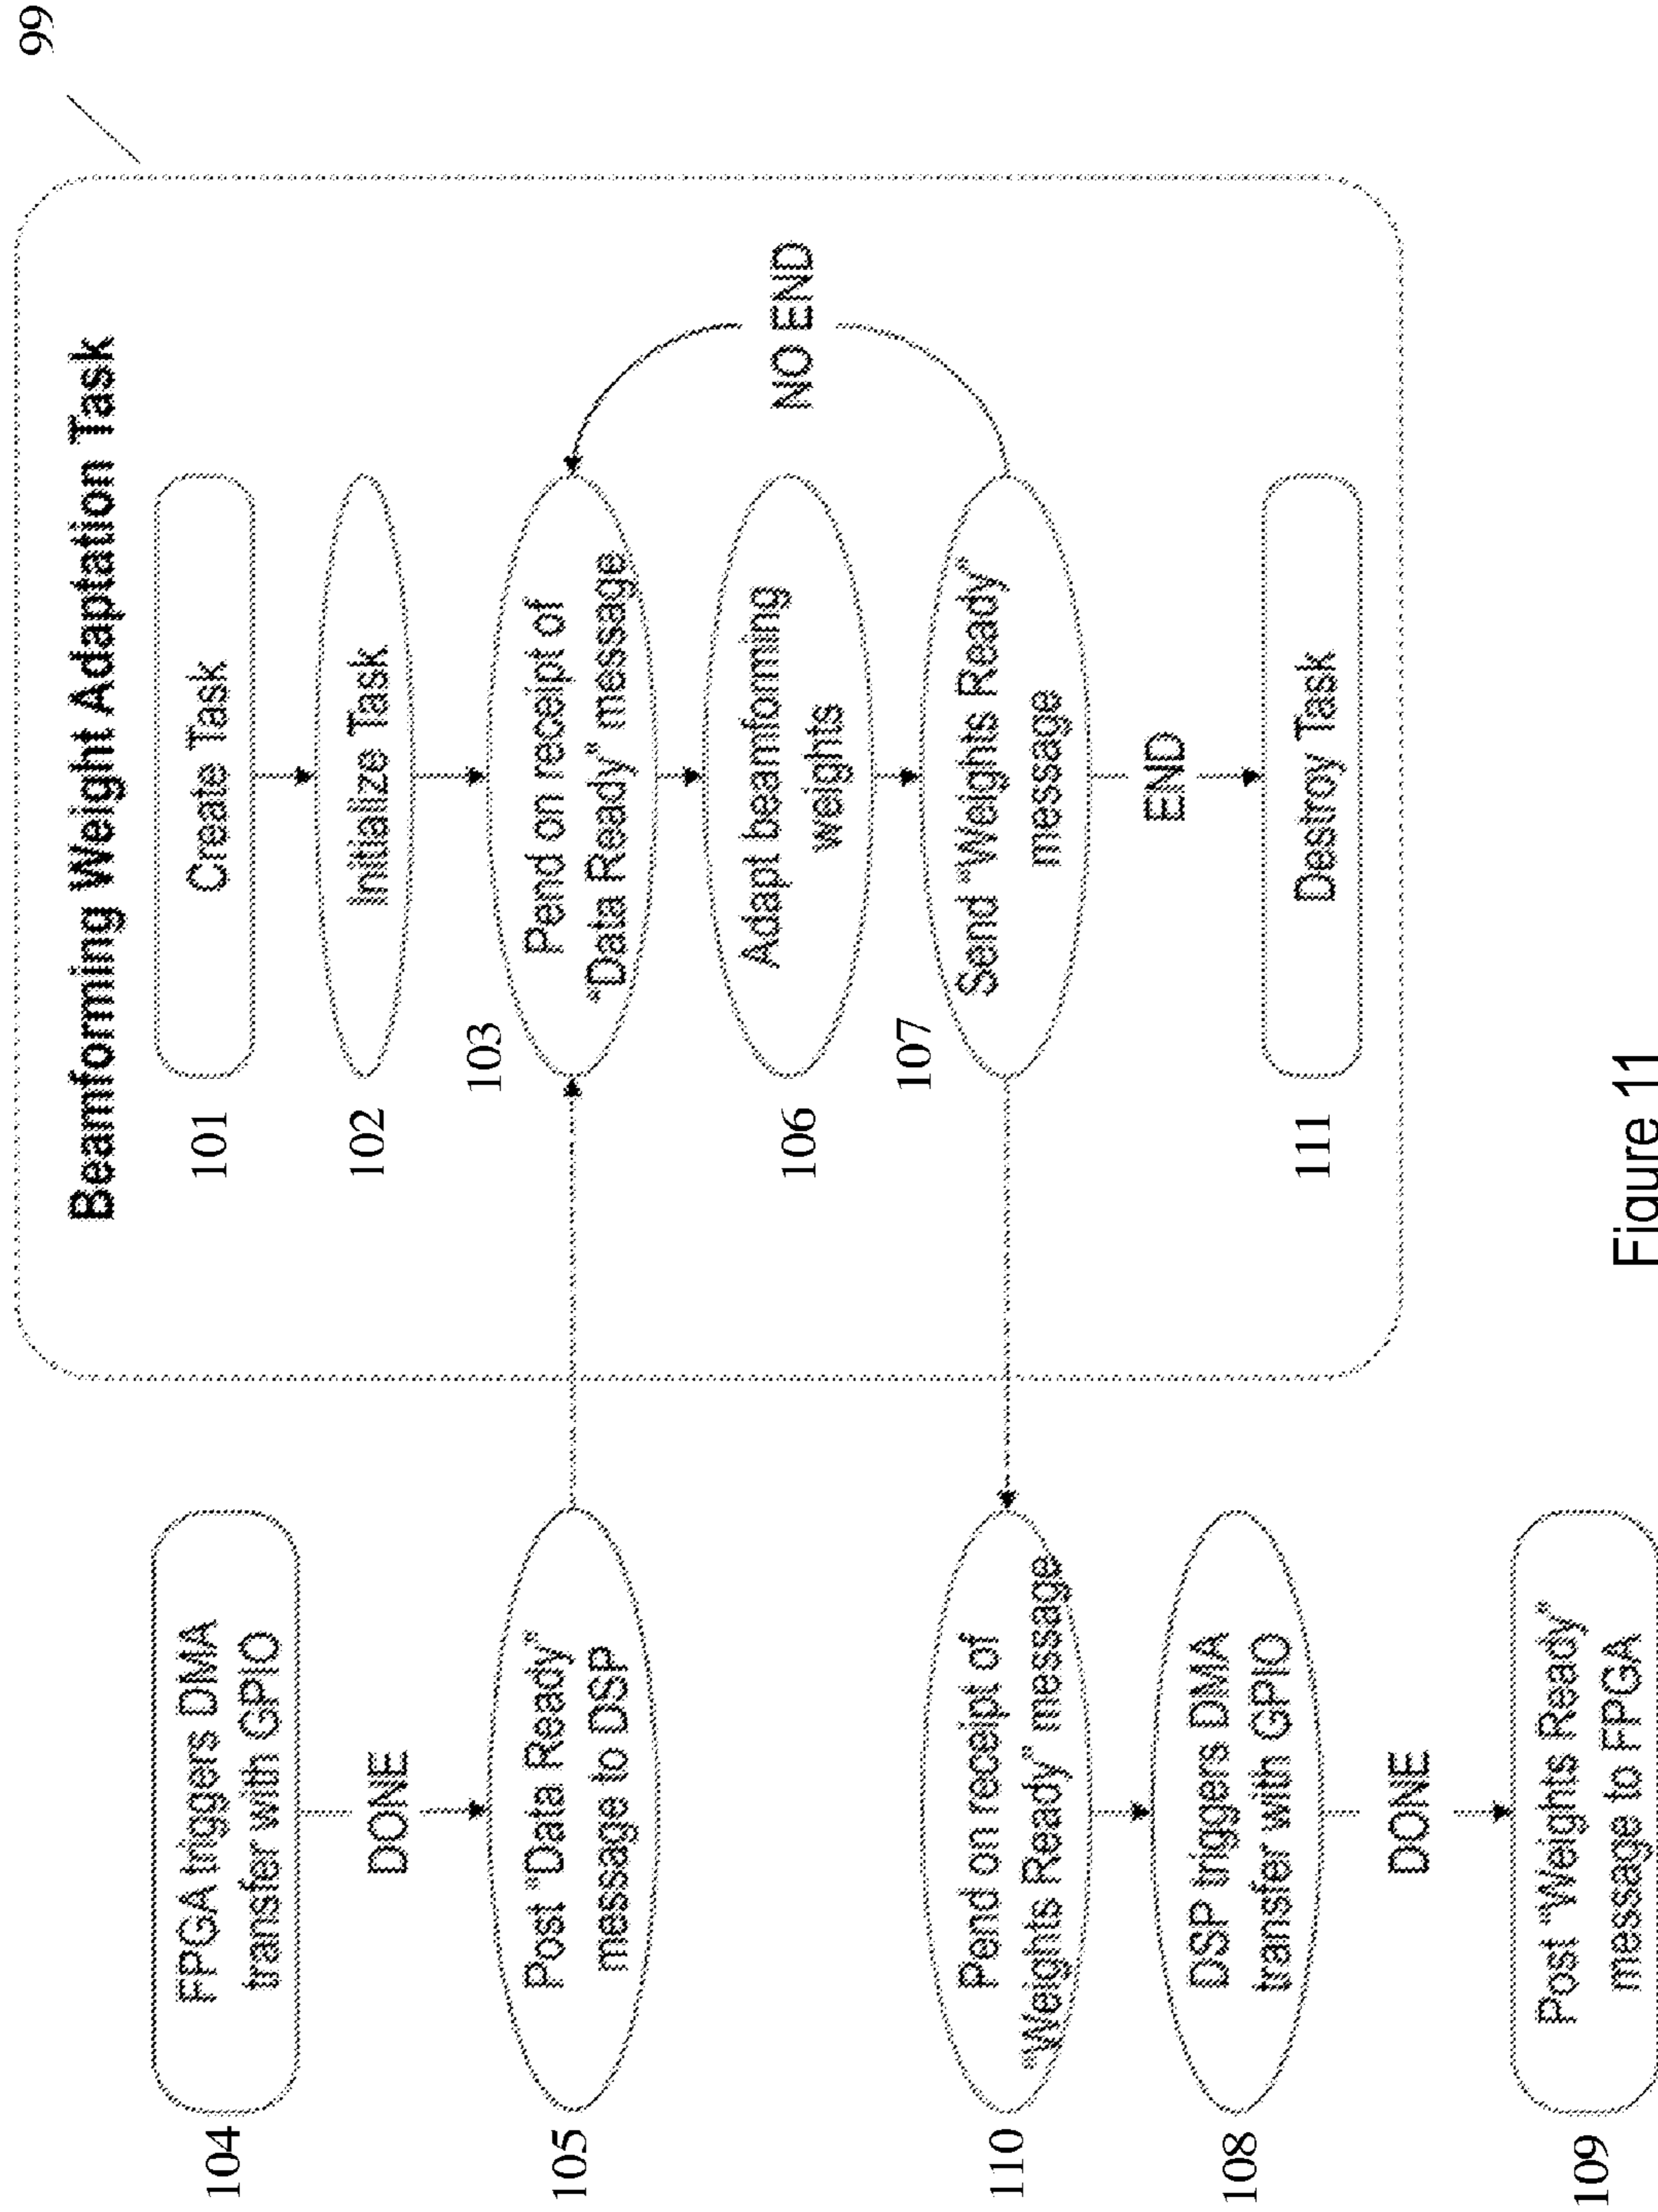 99
Beamforming Weight Adaptation Task
104
FPGA triggers DMA
transfer with GPIO
101
Create Task
102
Initialize Task
DONE
105
Post "Data Ready"
message to DSP
103
Pend on receipt of
"Data Ready" message
106
Adapt beamforming
weights
NO END
107
Send "Weights Ready"
message
110
Pend on receipt of
"Weights Ready" message
108
DSP triggers DMA
transfer with GPIO
END
DONE
111
Destroy Task
109
Post "Weights Ready"
message to FPGA
Figure 11